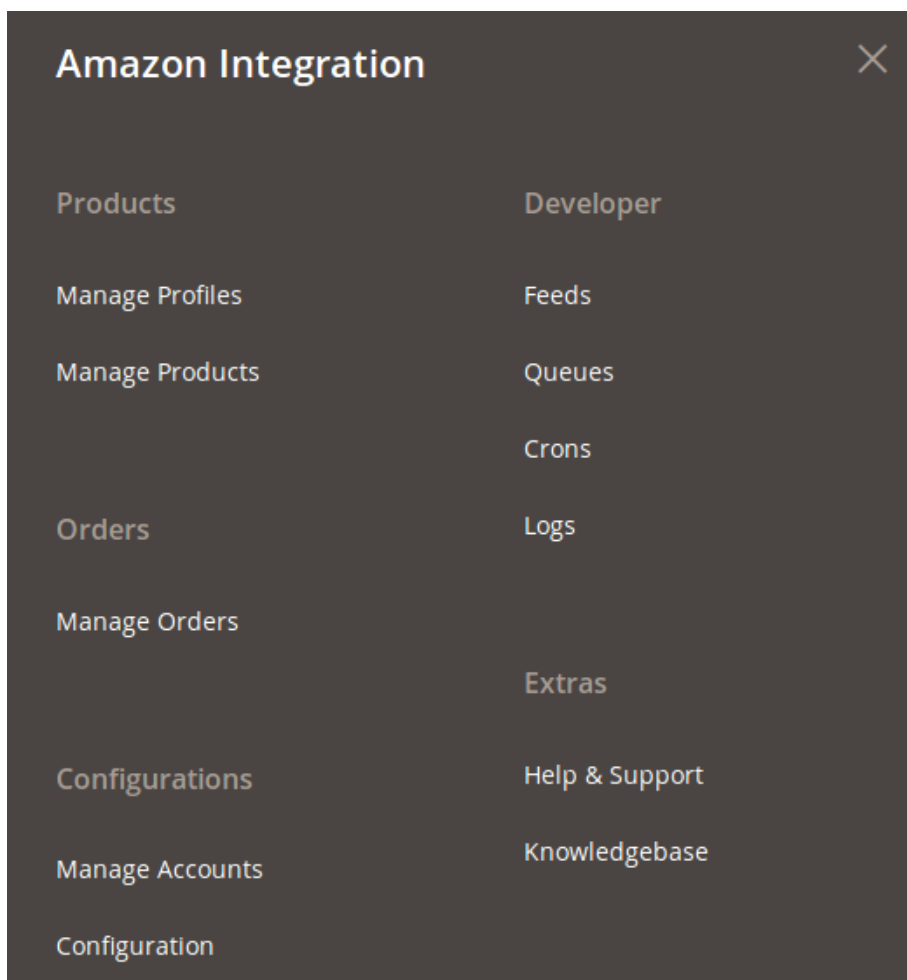 Amazon Integration
Products
Manage Profiles
Manage Products
Orders
Manage Orders
Configurations
Manage Accounts
Configuration
Developer
Feeds
Queues
Crons
Logs
Extras
Help & Support
Knowledgebase